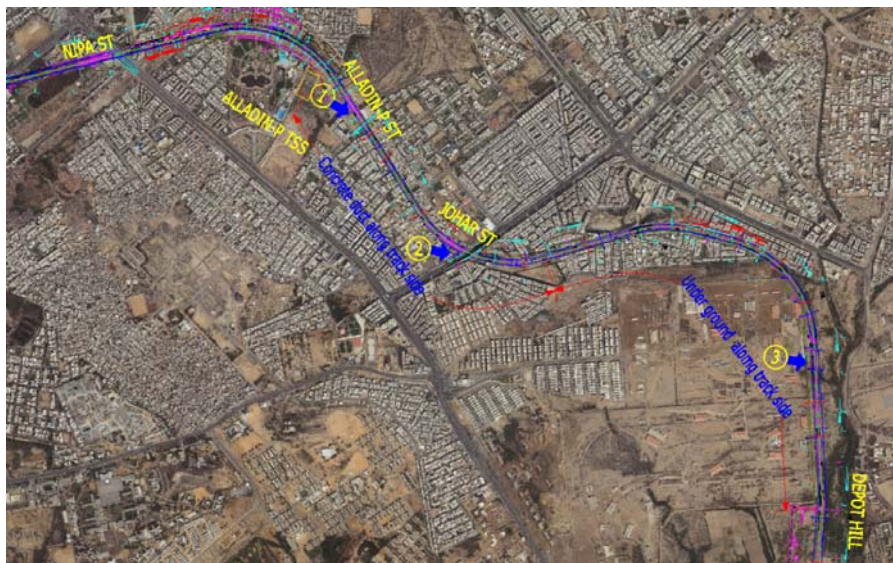 NIPA ST
ALLADIN-P ST
1
ALLADIN-P TSS
Concrete duct along track side
JOHAR ST
2
Under ground along track side
3
DEPOT HILL